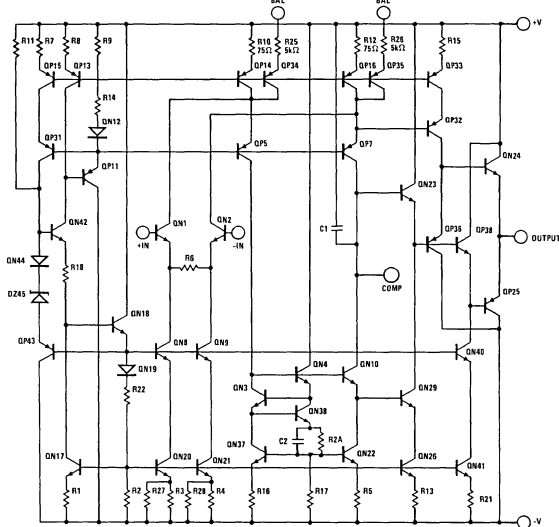 BAL BAL
+V
R11 R7 R8 R9 R10 75Ω R25 5kΩ R12 75Ω R26 5kΩ R15
QP15 QP13 QP14 QP34 QP16 QP35 QP33
R14
QN12
QP32
QP31 QP5 QP7
QP11 QN24
QN23
QN42 QN1 QN2 C1 QP36 QP38
+IN -IN OUTPUT
QN44 R18 R6
COMP
DZ45 QP25
QN18
QP43 QN8 QN9 QN40
QN19 QN4 QN10
QN3 QN29
R22 QN38
QN37 C2 R2A
QN17 QN20 QN21 QN22 QN26 QN41
R1 R2 R27 R3 R28 R4 R16 R17 R5 R13 R21
-V